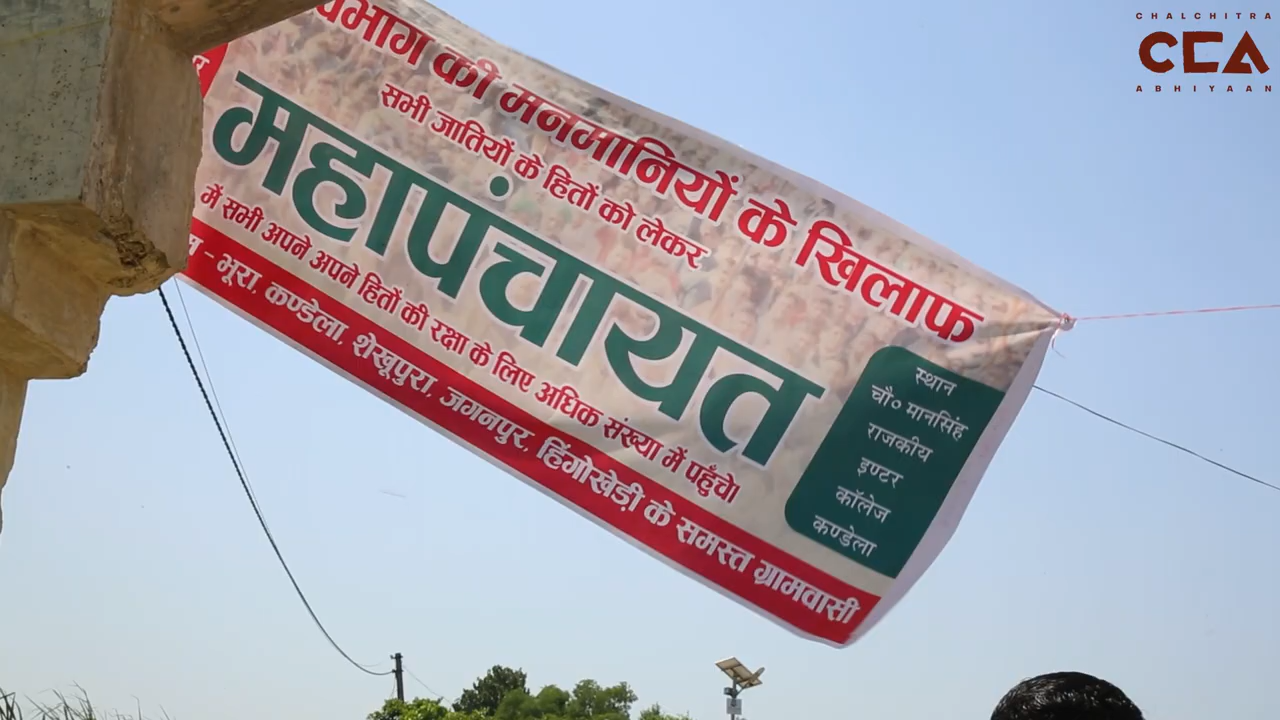 CHALCHITRA
CCA
ABHIYAAN
की मनमानियों के खिलाफ
सभी जातियों के हितों को लेकर
महापंचायत
में सभी अपने अपने हितों की रक्षा के लिए अधिक संख्या में पहुँचे।
- भूरा, कण्डेला, शेखूपुरा, जगनपुर, हिंगोखेड़ी के समस्त ग्रामवासी
स्थान
चौ० मानसिंह
राजकीय
इण्टर
कॉलेज
कण्डेला